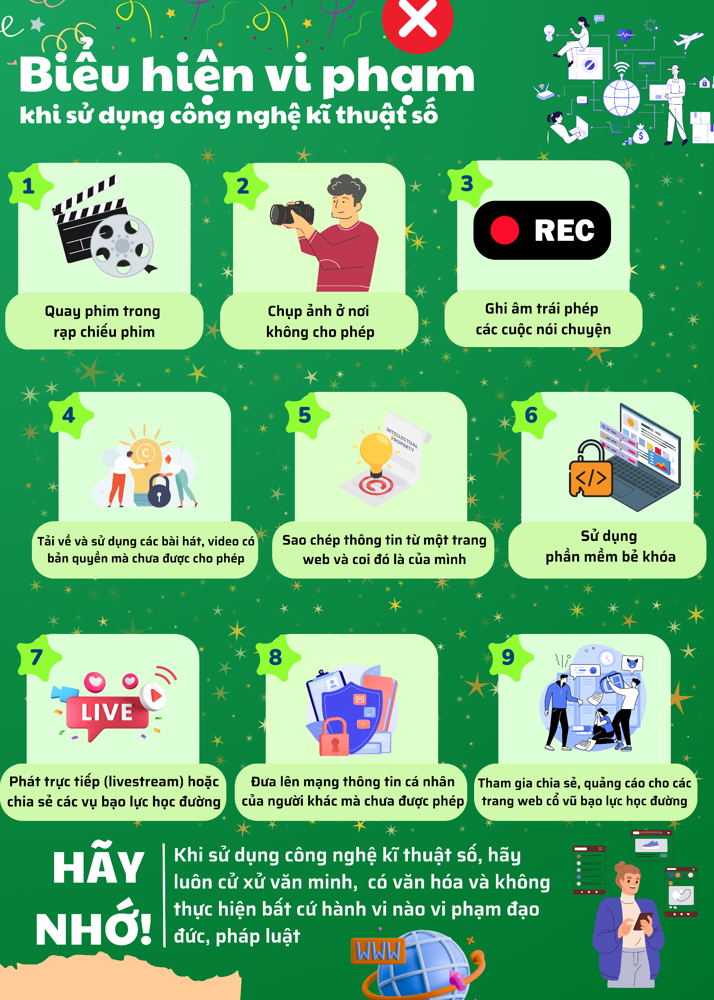 Biểu hiện vi phạm
khi sử dụng công nghệ kĩ thuật số
1
Quay phim trong
rạp chiếu phim
2
Chụp ảnh ở nơi
không cho phép
3
REC
Ghi âm trái phép
các cuộc nói chuyện
4
C
Tải về và sử dụng các bài hát, video có
bản quyền mà chưa được cho phép
5
INTELLECTUAL
PROPERTY
C
Sao chép thông tin từ một trang
web và coi đó là của mình
6
</>
Sử dụng
phần mềm bẻ khóa
7
LIVE
Phát trực tiếp (livestream) hoặc
chia sẻ các vụ bạo lực học đường
8
Đưa lên mạng thông tin cá nhân
của người khác mà chưa được phép
9
Tham gia chia sẻ, quảng cáo cho các
trang web cổ vũ bạo lực học đường
HÃY
NHỚ!
Khi sử dụng công nghệ kĩ thuật số, hãy
luôn cử xử văn minh, có văn hóa và không
thực hiện bất cứ hành vi nào vi phạm đạo
đức, pháp luật
WWW
$